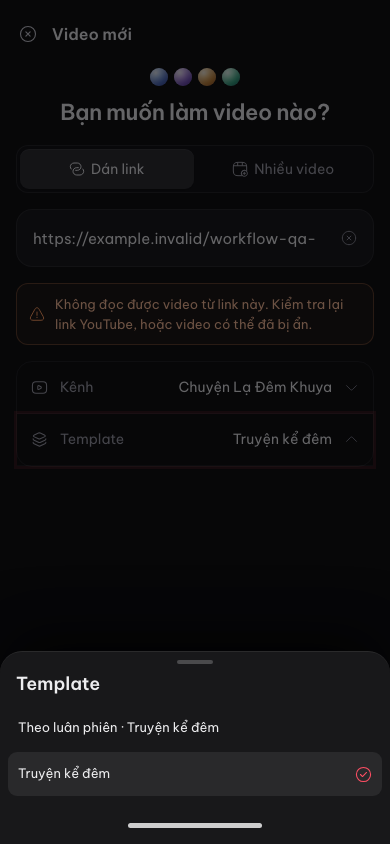 Video mới
Bạn muốn làm video nào?
Dán link
Nhiều video
https://example.invalid/workflow-qa-
Không đọc được video từ link này. Kiểm tra lại
link YouTube, hoặc video có thể đã bị ẩn.
Kênh
Chuyện Lạ Đêm Khuya
Template
Truyện kể đêm
Template
Theo luân phiên · Truyện kể đêm
Truyện kể đêm